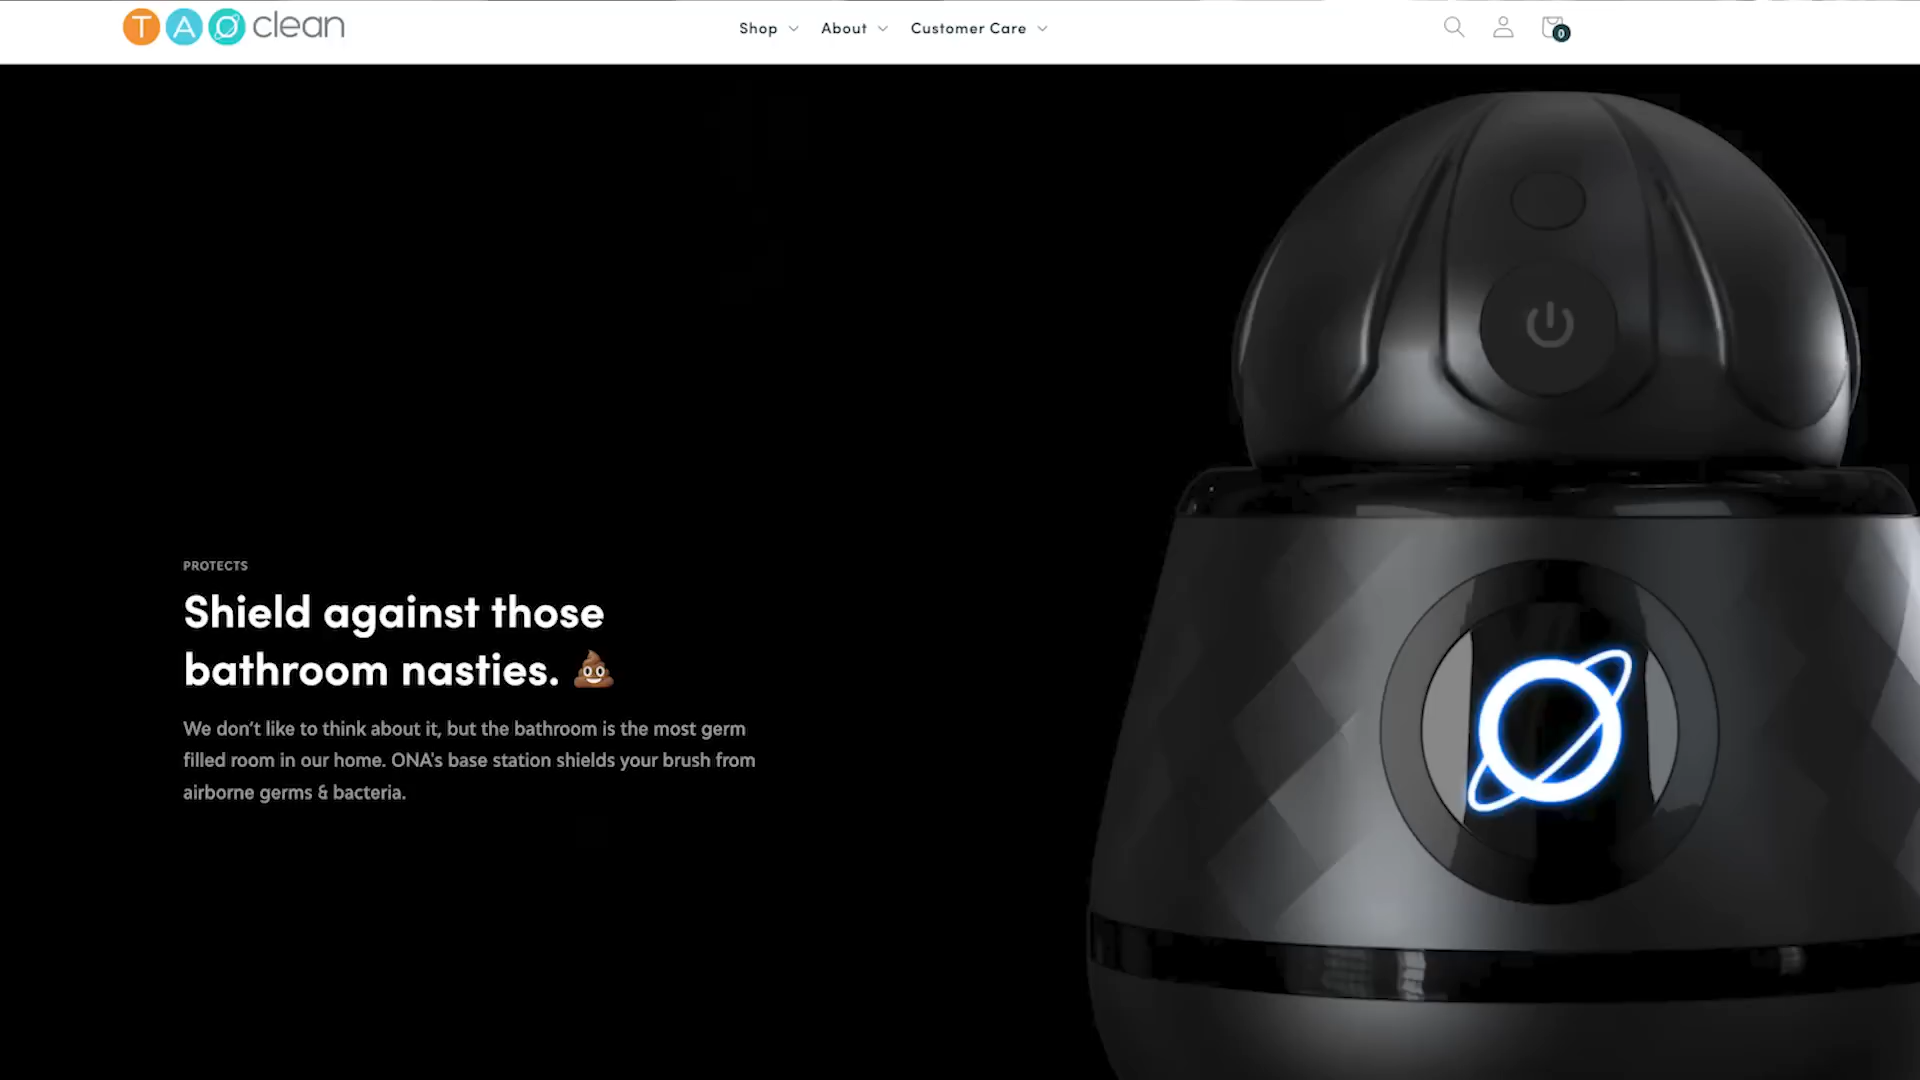 TAO clean
Shop
About
Customer Care
0
PROTECTS
Shield against those
bathroom nasties. 💩
We don't like to think about it, but the bathroom is the most germ
filled room in our home. ONA's base station shields your brush from
airborne germs & bacteria.